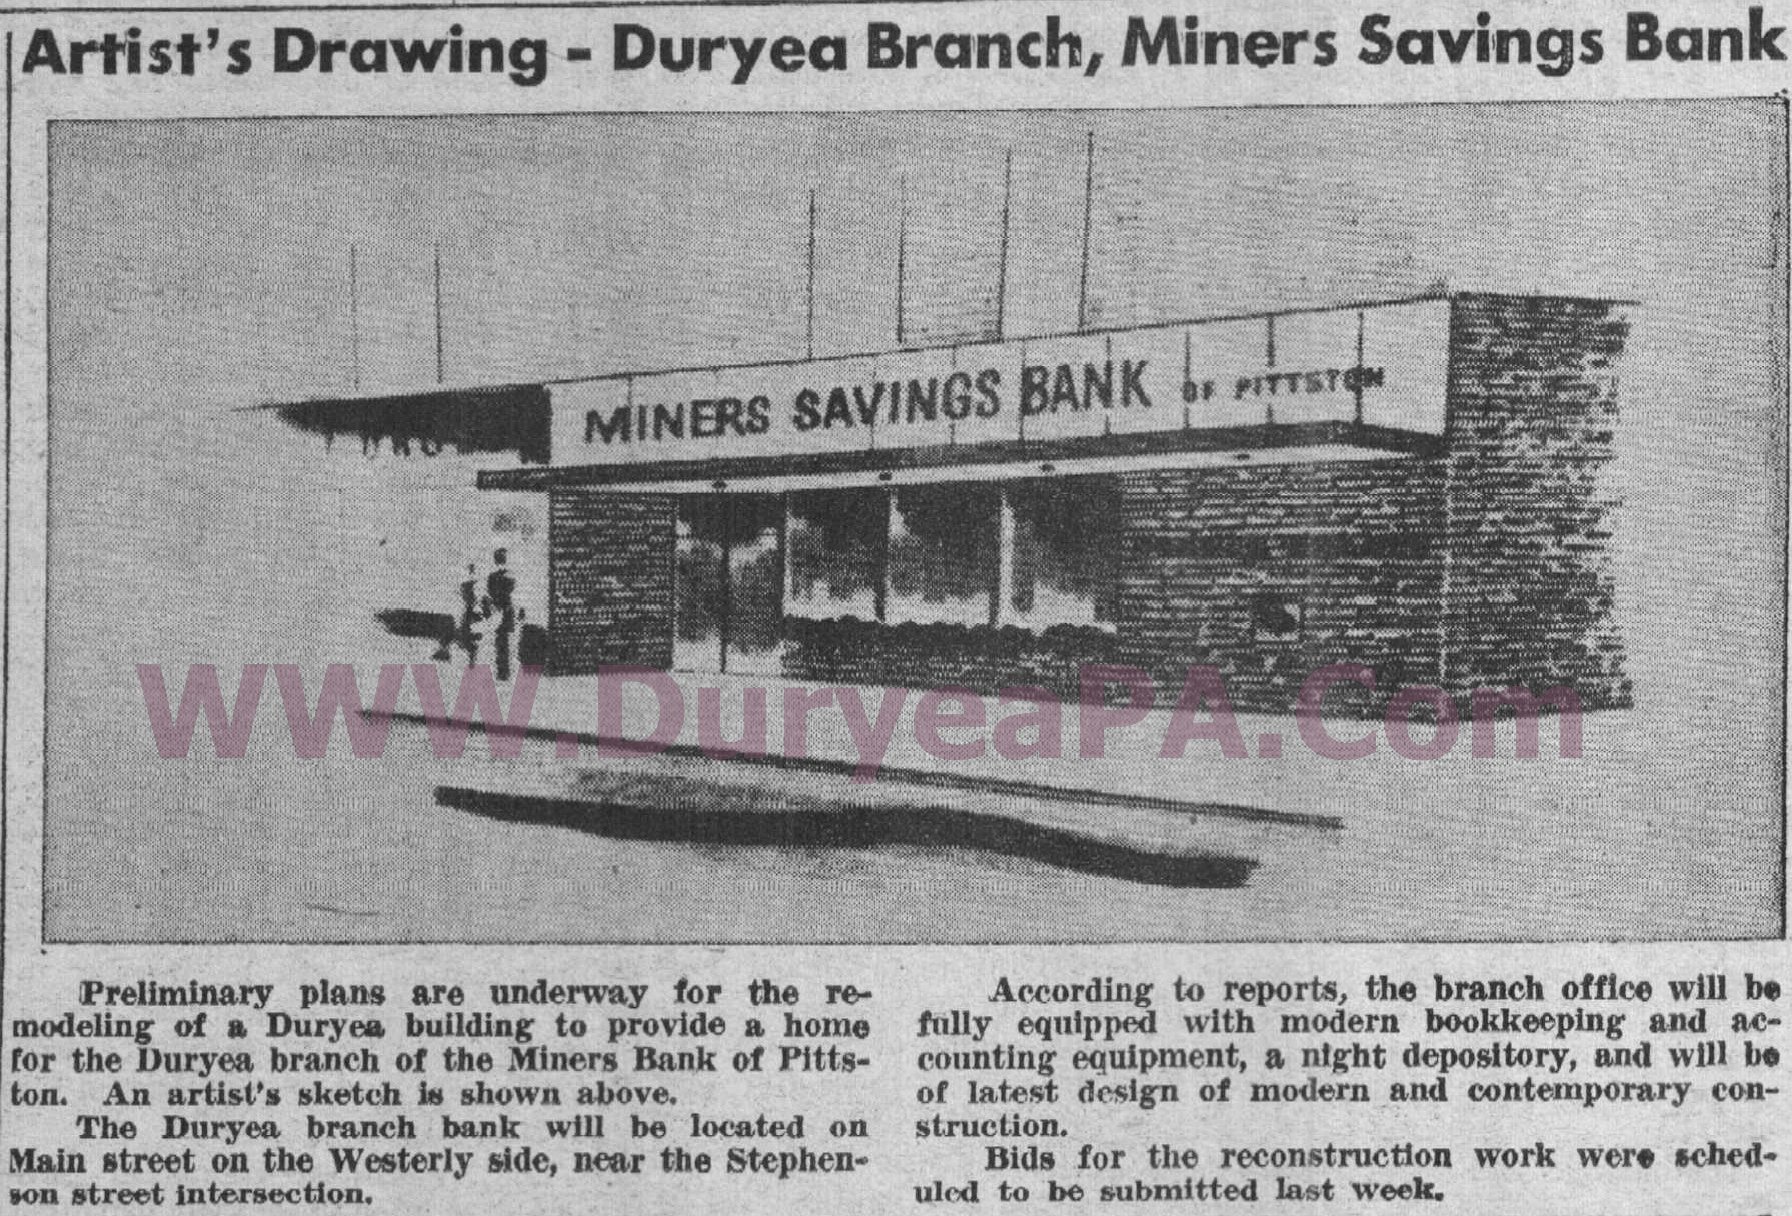 Artist's Drawing - Duryea Branch, Miners Savings Bank
MINERS SAVINGS BANK OF PITTSTON
WWW.DuryeaPA.Com
Preliminary plans are underway for the re-
modeling of a Duryea building to provide a home
for the Duryea branch of the Miners Bank of Pitts-
ton. An artist's sketch is shown above.
The Duryea branch bank will be located on
Main street on the Westerly side, near the Stephen-
son street intersection.
According to reports, the branch office will be
fully equipped with modern bookkeeping and ac-
counting equipment, a night depository, and will be
of latest design of modern and contemporary con-
struction.
Bids for the reconstruction work were sched-
uled to be submitted last week.